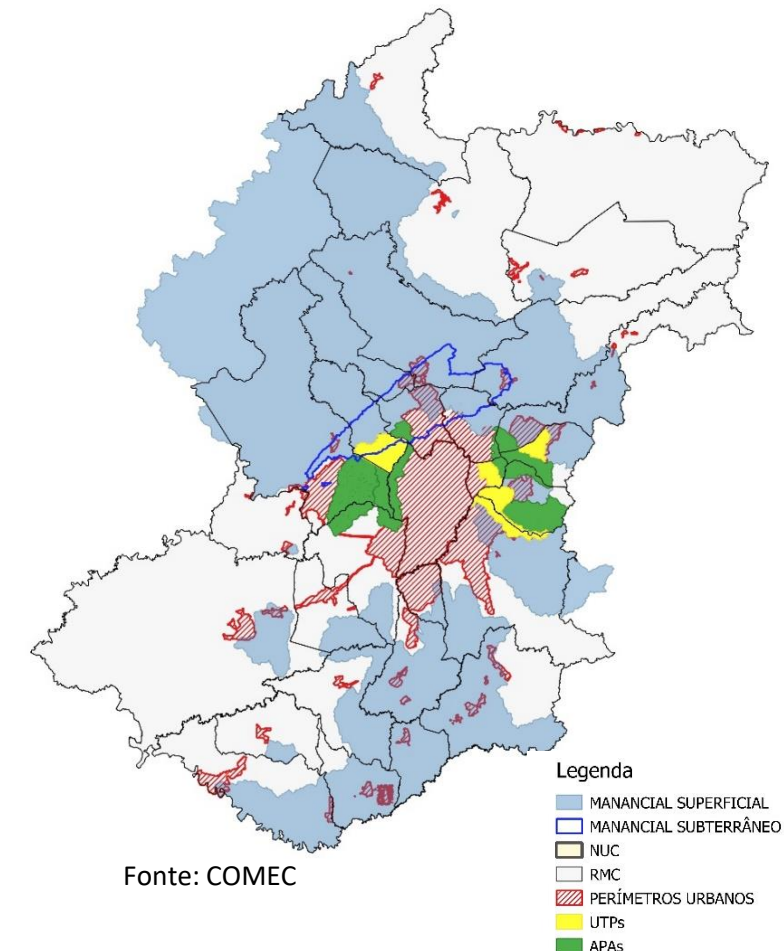 Legenda
MANANCIAL SUPERFICIAL
MANANCIAL SUBTERRÂNEO
NUC
RMC
PERÍMETROS URBANOS
UTPs
APAs
Fonte: COMEC